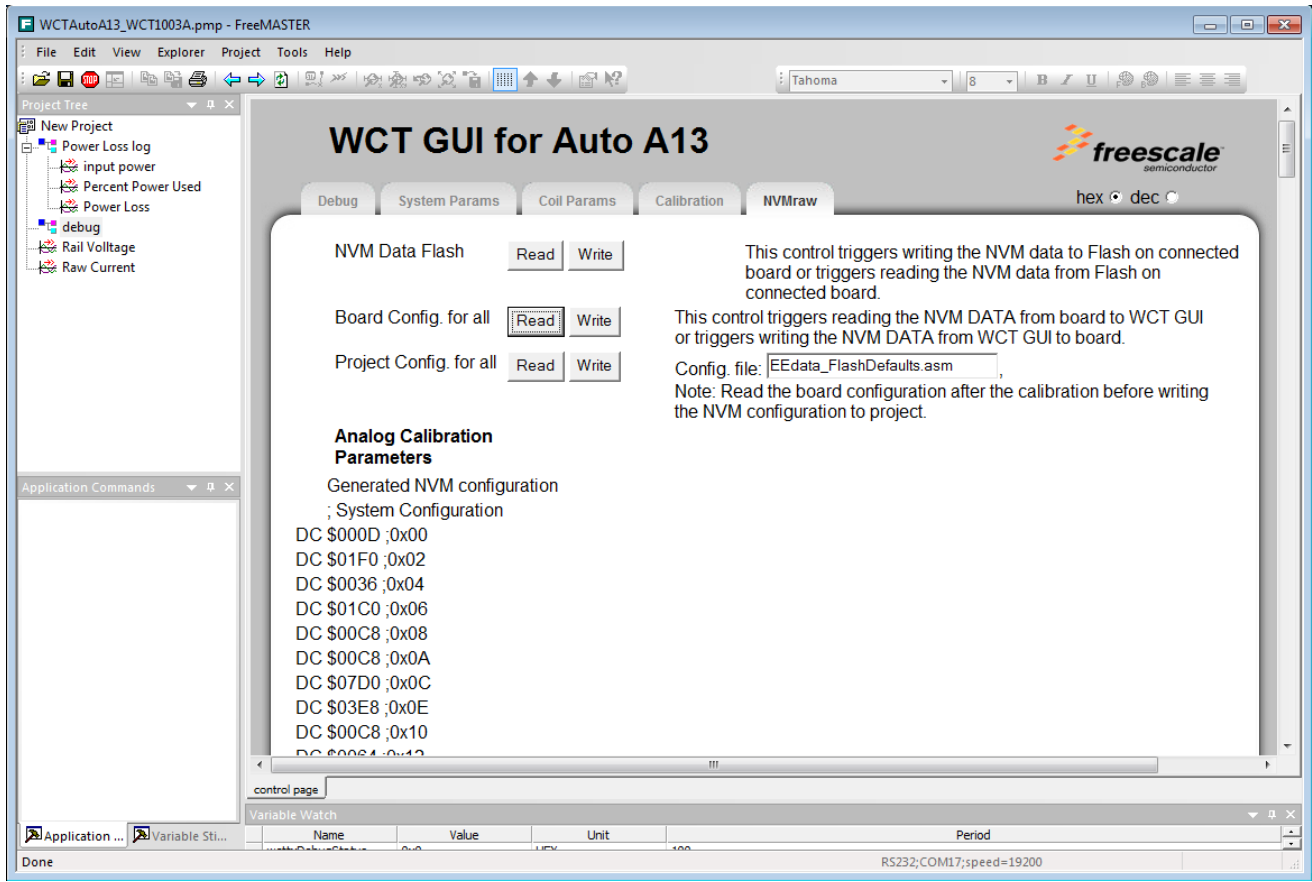 WCTAutoA13_WCT1003A.pmp - FreeMASTER
File Edit View Explorer Project Tools Help
STOP
Tahoma 8 B I U
Project Tree
New Project
Power Loss log
input power
Percent Power Used
Power Loss
debug
Rail Volltage
Raw Current
Application Commands
Application ... Variable Sti...
WCT GUI for Auto A13
freescale
semiconductor
Debug System Params Coil Params Calibration NVMraw
hex dec
NVM Data Flash Read Write
This control triggers writing the NVM data to Flash on connected
board or triggers reading the NVM data from Flash on
connected board.
Board Config. for all Read Write
This control triggers reading the NVM DATA from board to WCT GUI
or triggers writing the NVM DATA from WCT GUI to board.
Project Config. for all Read Write
Config. file: EEdata_FlashDefaults.asm ,
Note: Read the board configuration after the calibration before writing
the NVM configuration to project.
Analog Calibration
Parameters
Generated NVM configuration
; System Configuration
DC $000D ;0x00
DC $01F0 ;0x02
DC $0036 ;0x04
DC $01C0 ;0x06
DC $00C8 ;0x08
DC $00C8 ;0x0A
DC $07D0 ;0x0C
DC $03E8 ;0x0E
DC $00C8 ;0x10
DC $0064 ;0x12
control page
Variable Watch
Name Value Unit Period
Done
RS232;COM17;speed=19200